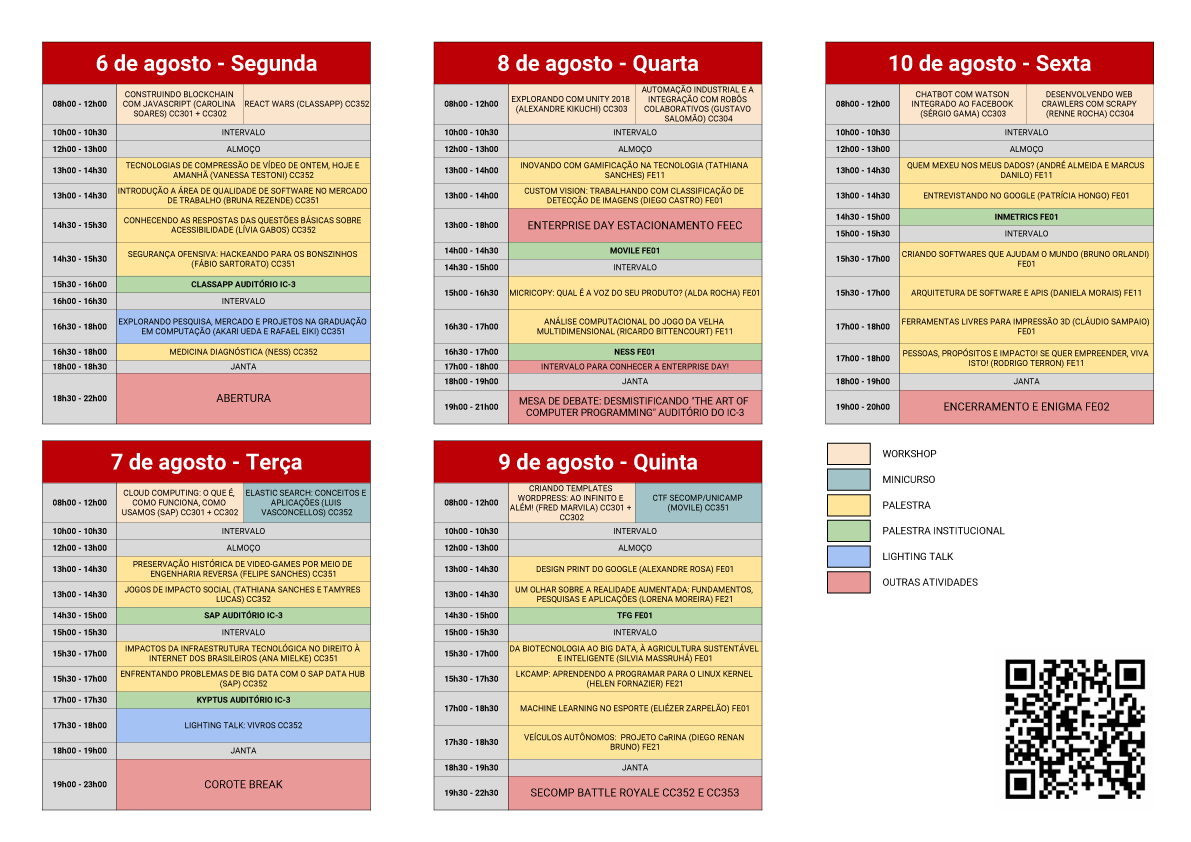 6 de agosto - Segunda
08h00 - 12h00
CONSTRUINDO BLOCKCHAIN
COM JAVASCRIPT (CAROLINA
SOARES) CC301 + CC302
REACT WARS (CLASSAPP) CC352
10h00 - 10h30
INTERVALO
12h00 - 13h00
ALMOÇO
13h00 - 14h30
TECNOLOGIAS DE COMPRESSÃO DE VÍDEO DE ONTEM, HOJE E
AMANHÃ (VANESSA TESTONI) CC352
13h00 - 14h30
INTRODUÇÃO A ÁREA DE QUALIDADE DE SOFTWARE NO MERCADO
DE TRABALHO (BRUNA REZENDE) CC351
14h30 - 15h30
CONHECENDO AS RESPOSTAS DAS QUESTÕES BÁSICAS SOBRE
ACESSIBILIDADE (LÍVIA GABOS) CC352
14h30 - 15h30
SEGURANÇA OFENSIVA: HACKEANDO PARA OS BONSZINHOS
(FÁBIO SARTORATO) CC351
15h30 - 16h00
CLASSAPP AUDITÓRIO IC-3
16h00 - 16h30
INTERVALO
16h30 - 18h00
EXPLORANDO PESQUISA, MERCADO E PROJETOS NA GRADUAÇÃO
EM COMPUTAÇÃO (AKARI UEDA E RAFAEL EIKI) CC351
16h30 - 18h00
MEDICINA DIAGNÓSTICA (NESS) CC352
18h00 - 18h30
JANTA
18h30 - 22h00
ABERTURA
8 de agosto - Quarta
08h00 - 12h00
EXPLORANDO COM UNITY 2018
(ALEXANDRE KIKUCHI) CC303
AUTOMAÇÃO INDUSTRIAL E A
INTEGRAÇÃO COM ROBÔS
COLABORATIVOS (GUSTAVO
SALOMÃO) CC304
10h00 - 10h30
INTERVALO
12h00 - 13h00
ALMOÇO
13h00 - 14h00
INOVANDO COM GAMIFICAÇÃO NA TECNOLOGIA (TATHIANA
SANCHES) FE11
13h00 - 14h00
CUSTOM VISION: TRABALHANDO COM CLASSIFICAÇÃO DE
DETECÇÃO DE IMAGENS (DIEGO CASTRO) FE01
13h00 - 18h00
ENTERPRISE DAY ESTACIONAMENTO FEEC
14h00 - 14h30
MOVILE FE01
14h30 - 15h00
INTERVALO
15h00 - 16h30
MICRICOPY: QUAL É A VOZ DO SEU PRODUTO? (ALDA ROCHA) FE01
16h30 - 17h00
ANÁLISE COMPUTACIONAL DO JOGO DA VELHA
MULTIDIMENSIONAL (RICARDO BITTENCOURT) FE11
16h30 - 17h00
NESS FE01
17h00 - 18h00
INTERVALO PARA CONHECER A ENTERPRISE DAY!
18h00 - 19h00
JANTA
19h00 - 21h00
MESA DE DEBATE: DESMISTIFICANDO "THE ART OF
COMPUTER PROGRAMMING" AUDITÓRIO DO IC-3
10 de agosto - Sexta
08h00 - 12h00
CHATBOT COM WATSON
INTEGRADO AO FACEBOOK
(SÉRGIO GAMA) CC303
DESENVOLVENDO WEB
CRAWLERS COM SCRAPY
(RENNE ROCHA) CC304
10h00 - 10h30
INTERVALO
12h00 - 13h00
ALMOÇO
13h00 - 14h30
QUEM MEXEU NOS MEUS DADOS? (ANDRÉ ALMEIDA E MARCUS
DANILO) FE11
13h00 - 14h30
ENTREVISTANDO NO GOOGLE (PATRÍCIA HONGO) FE01
14h30 - 15h00
INMETRICS FE01
15h00 - 15h30
INTERVALO
15h30 - 17h00
CRIANDO SOFTWARES QUE AJUDAM O MUNDO (BRUNO ORLANDI)
FE01
15h30 - 17h00
ARQUITETURA DE SOFTWARE E APIS (DANIELA MORAIS) FE11
17h00 - 18h00
FERRAMENTAS LIVRES PARA IMPRESSÃO 3D (CLÁUDIO SAMPAIO)
FE01
17h00 - 18h00
PESSOAS, PROPÓSITOS E IMPACTO! SE QUER EMPREENDER, VIVA
ISTO! (RODRIGO TERRON) FE11
18h00 - 19h00
JANTA
19h00 - 20h00
ENCERRAMENTO E ENIGMA FE02
7 de agosto - Terça
08h00 - 12h00
CLOUD COMPUTING: O QUE É,
COMO FUNCIONA, COMO
USAMOS (SAP) CC301 + CC302
ELASTIC SEARCH: CONCEITOS E
APLICAÇÕES (LUIS
VASCONCELLOS) CC352
10h00 - 10h30
INTERVALO
12h00 - 13h00
ALMOÇO
13h00 - 14h30
PRESERVAÇÃO HISTÓRICA DE VIDEO-GAMES POR MEIO DE
ENGENHARIA REVERSA (FELIPE SANCHES) CC351
13h00 - 14h30
JOGOS DE IMPACTO SOCIAL (TATHIANA SANCHES E TAMYRES
LUCAS) CC352
14h30 - 15h00
SAP AUDITÓRIO IC-3
15h00 - 15h30
INTERVALO
15h30 - 17h00
IMPACTOS DA INFRAESTRUTURA TECNOLÓGICA NO DIREITO À
INTERNET DOS BRASILEIROS (ANA MIELKE) CC351
15h30 - 17h00
ENFRENTANDO PROBLEMAS DE BIG DATA COM O SAP DATA HUB
(SAP) CC352
17h00 - 17h30
KYPTUS AUDITÓRIO IC-3
17h30 - 18h00
LIGHTING TALK: VIVROS CC352
18h00 - 19h00
JANTA
19h00 - 23h00
COROTE BREAK
9 de agosto - Quinta
08h00 - 12h00
CRIANDO TEMPLATES
WORDPRESS: AO INFINITO E
ALÉM! (FRED MARVILA) CC301 +
CC302
CTF SECOMP/UNICAMP
(MOVILE) CC351
10h00 - 10h30
INTERVALO
12h00 - 13h00
ALMOÇO
13h00 - 14h30
DESIGN PRINT DO GOOGLE (ALEXANDRE ROSA) FE01
13h00 - 14h30
UM OLHAR SOBRE A REALIDADE AUMENTADA: FUNDAMENTOS,
PESQUISAS E APLICAÇÕES (LORENA MOREIRA) FE21
14h30 - 15h00
TFG FE01
15h00 - 15h30
INTERVALO
15h30 - 17h00
DA BIOTECNOLOGIA AO BIG DATA, À AGRICULTURA SUSTENTÁVEL
E INTELIGENTE (SILVIA MASSRUHÁ) FE01
15h30 - 17h30
LKCAMP: APRENDENDO A PROGRAMAR PARA O LINUX KERNEL
(HELEN FORNAZIER) FE21
17h00 - 18h30
MACHINE LEARNING NO ESPORTE (ELIÉZER ZARPELÃO) FE01
17h30 - 18h30
VEÍCULOS AUTÔNOMOS: PROJETO CaRINA (DIEGO RENAN
BRUNO) FE21
18h30 - 19h30
JANTA
19h30 - 22h30
SECOMP BATTLE ROYALE CC352 E CC353
WORKSHOP
MINICURSO
PALESTRA
PALESTRA INSTITUCIONAL
LIGHTING TALK
OUTRAS ATIVIDADES